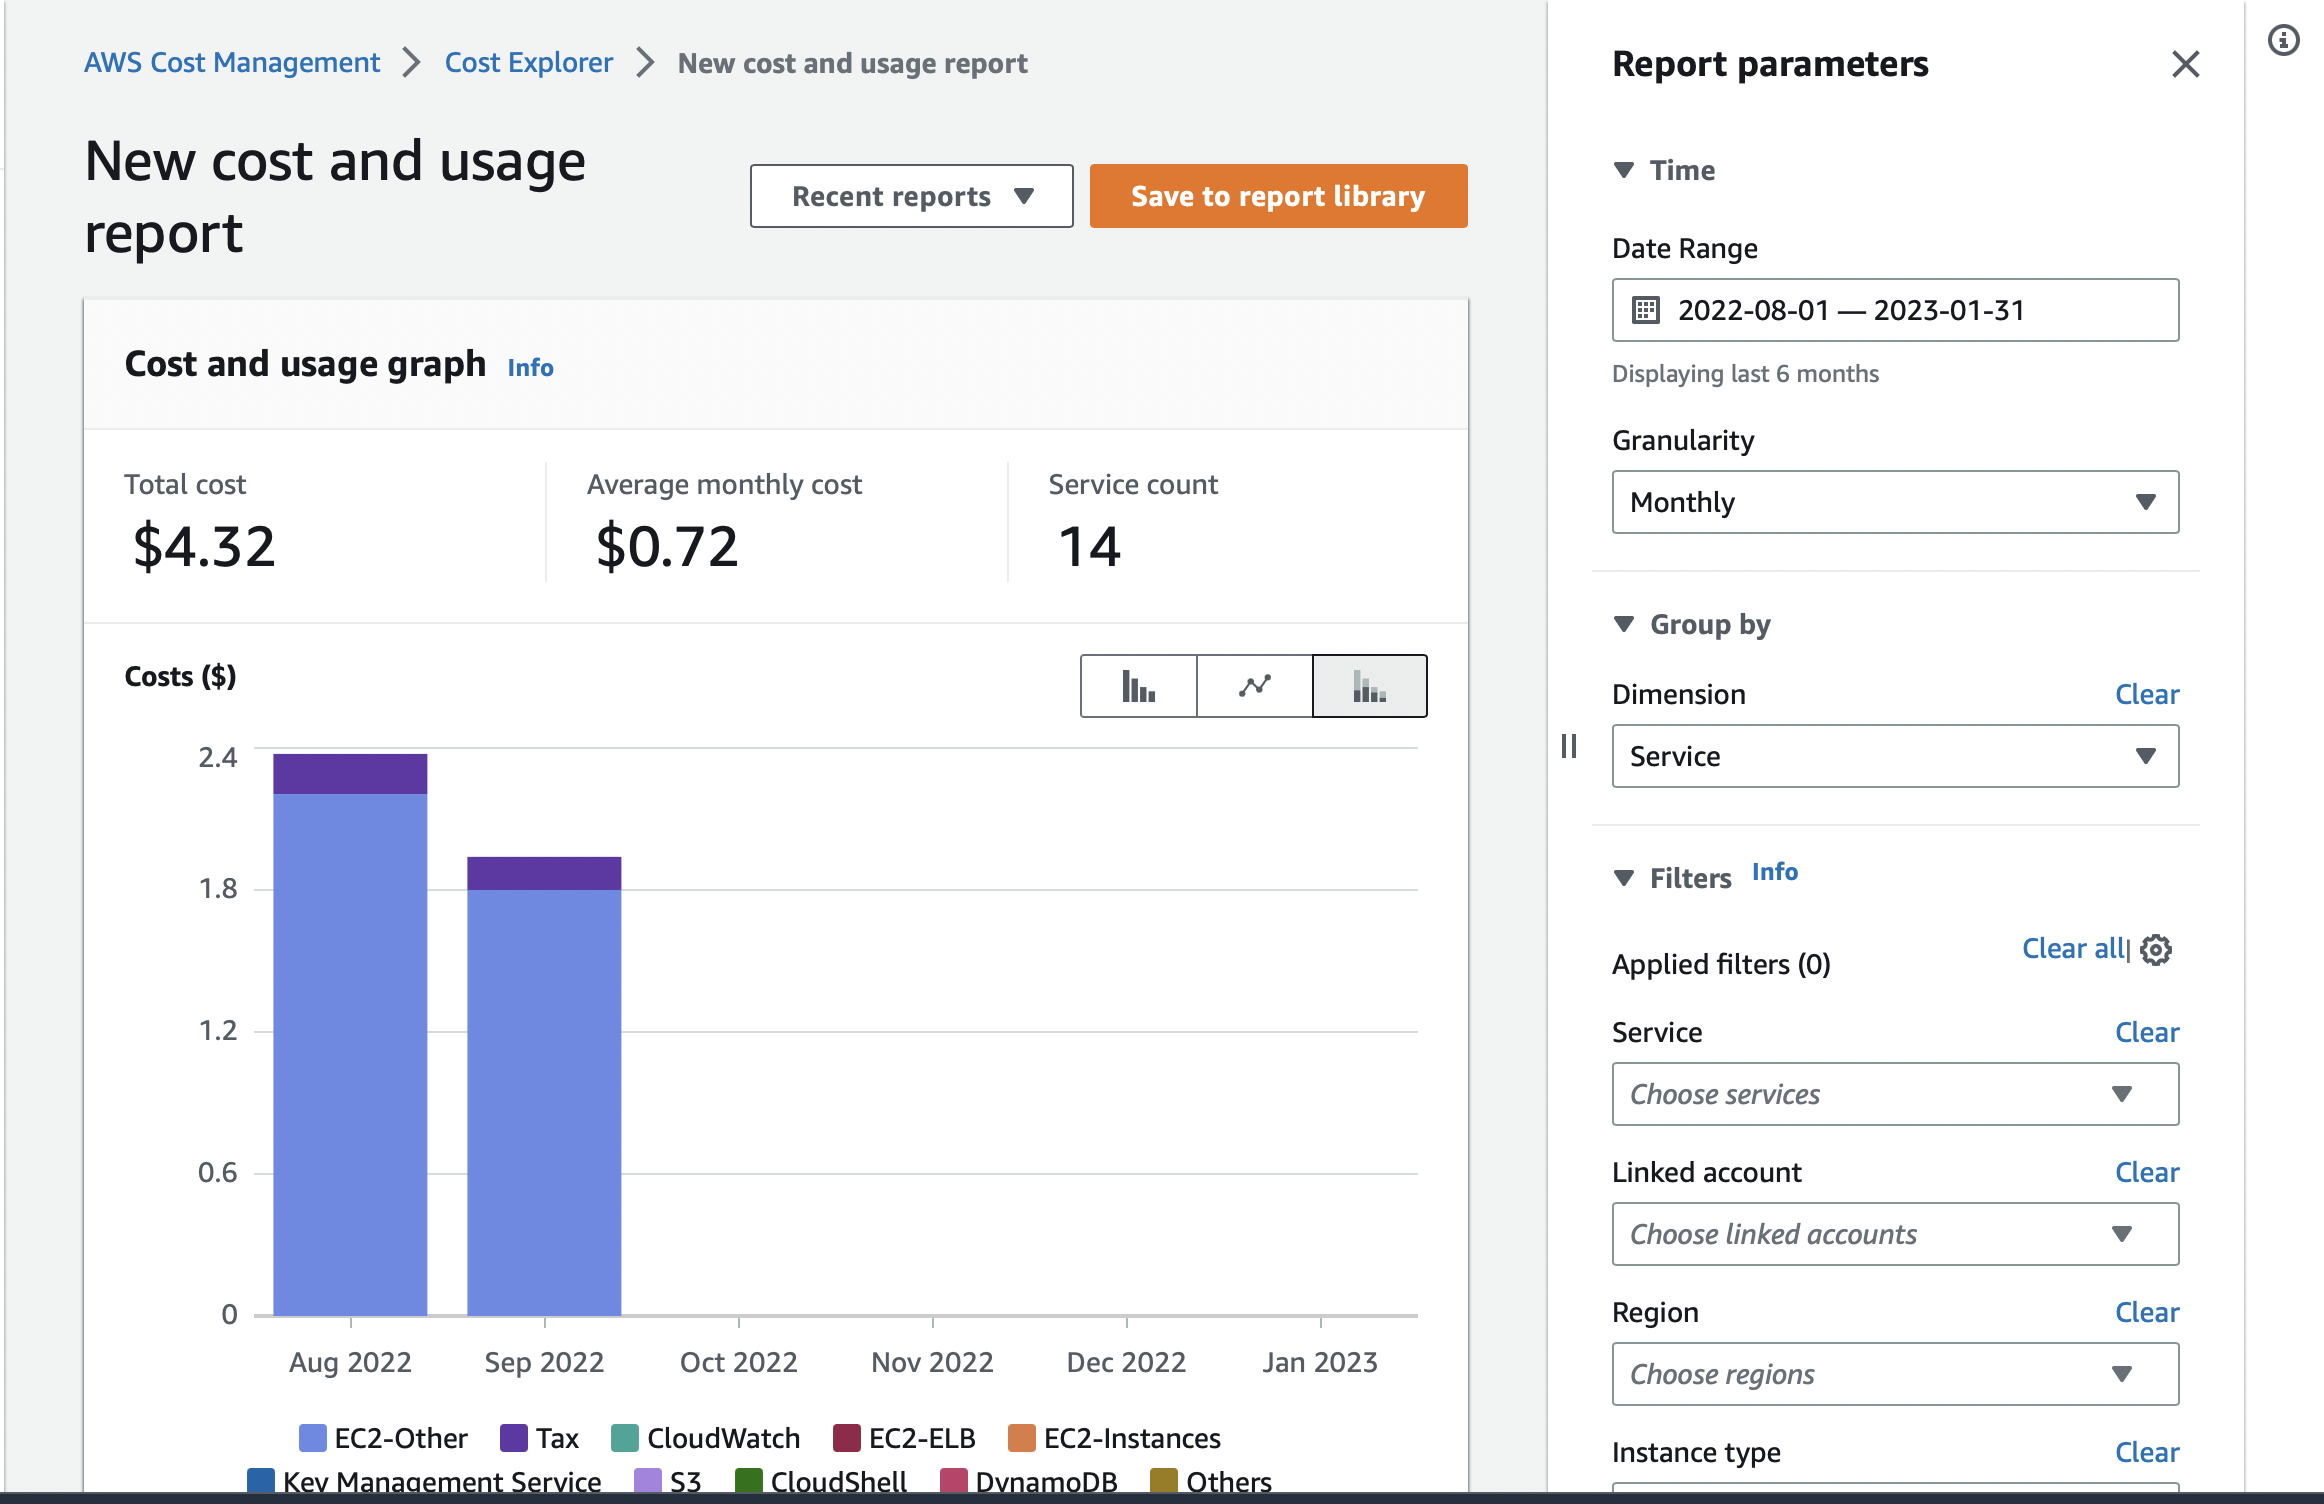 AWS Cost Management > Cost Explorer > New cost and usage report
New cost and usage
report
Recent reports
Save to report library
Cost and usage graph Info
Total cost
$4.32
Average monthly cost
$0.72
Service count
14
Costs ($)
2.4
1.8
1.2
0.6
0
Aug 2022 Sep 2022 Oct 2022 Nov 2022 Dec 2022 Jan 2023
EC2-Other Tax CloudWatch EC2-ELB EC2-Instances
Key Management Service S3 CloudShell DynamoDB Others
Report parameters
Time
Date Range
2022-08-01 — 2023-01-31
Displaying last 6 months
Granularity
Monthly
Group by
Dimension Clear
Service
Filters Info
Applied filters (0) Clear all|
Service Clear
Choose services
Linked account Clear
Choose linked accounts
Region Clear
Choose regions
Instance type Clear